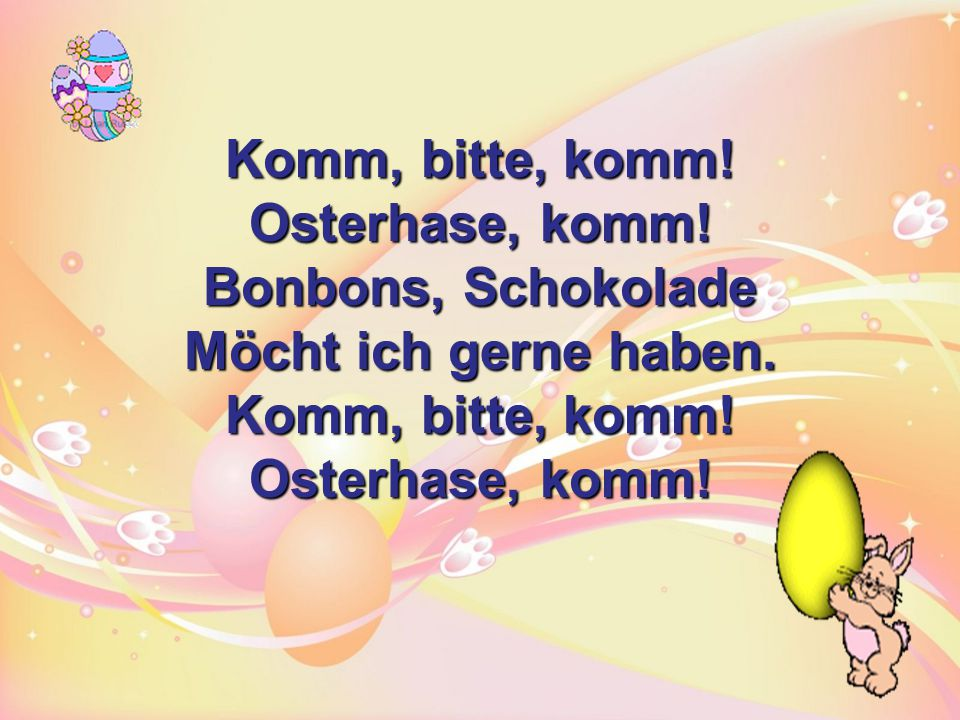 Komm, bitte, komm!
Osterhase, komm!
Bonbons, Schokolade
Möcht ich gerne haben.
Komm, bitte, komm!
Osterhase, komm!